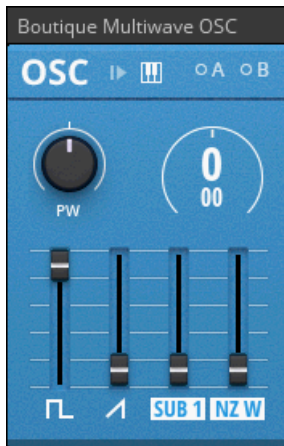 Boutique Multiwave OSC
OSC A B
0
00
PW
SUB 1 NZ W